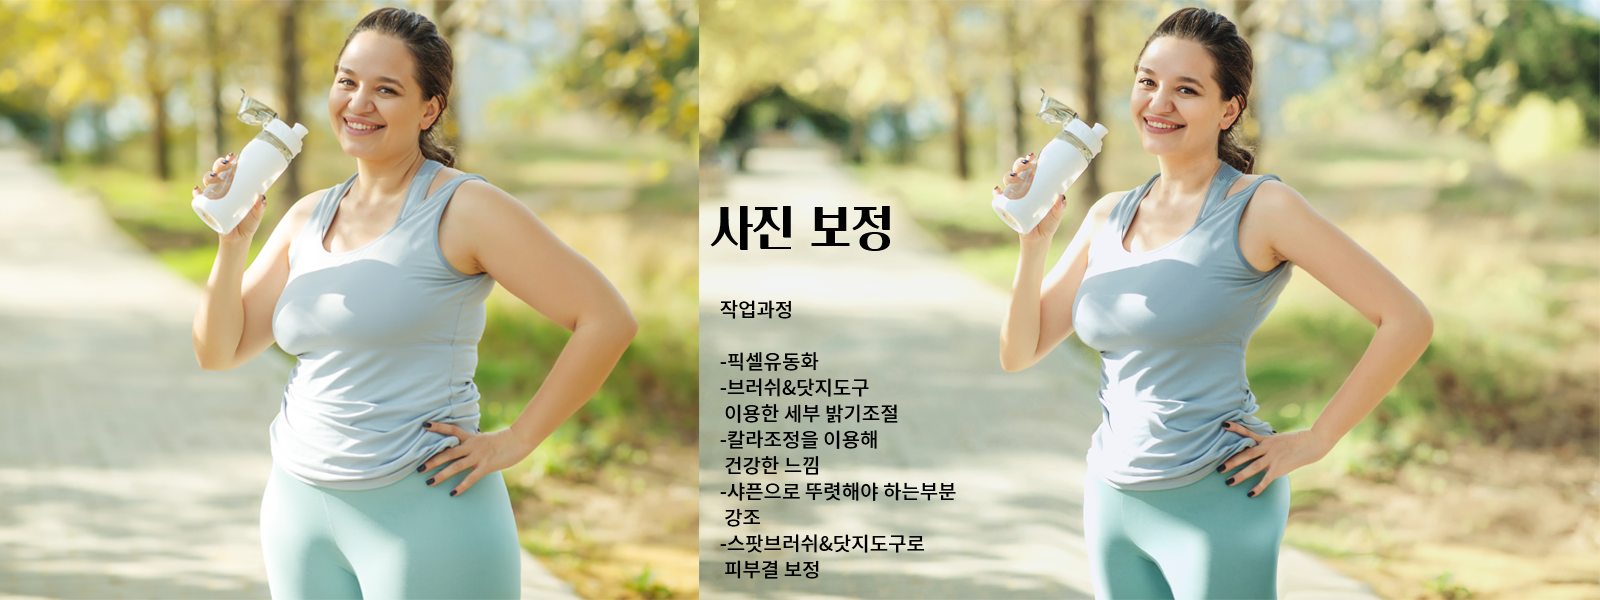 사진 보정
작업과정
-픽셀유동화
-브러쉬&닷지도구
이용한 세부 밝기조절
-칼라조정을 이용해
건강한 느낌
-샤픈으로 뚜렷해야 하는부분
강조
-스팟브러쉬&닷지도구로
피부결 보정